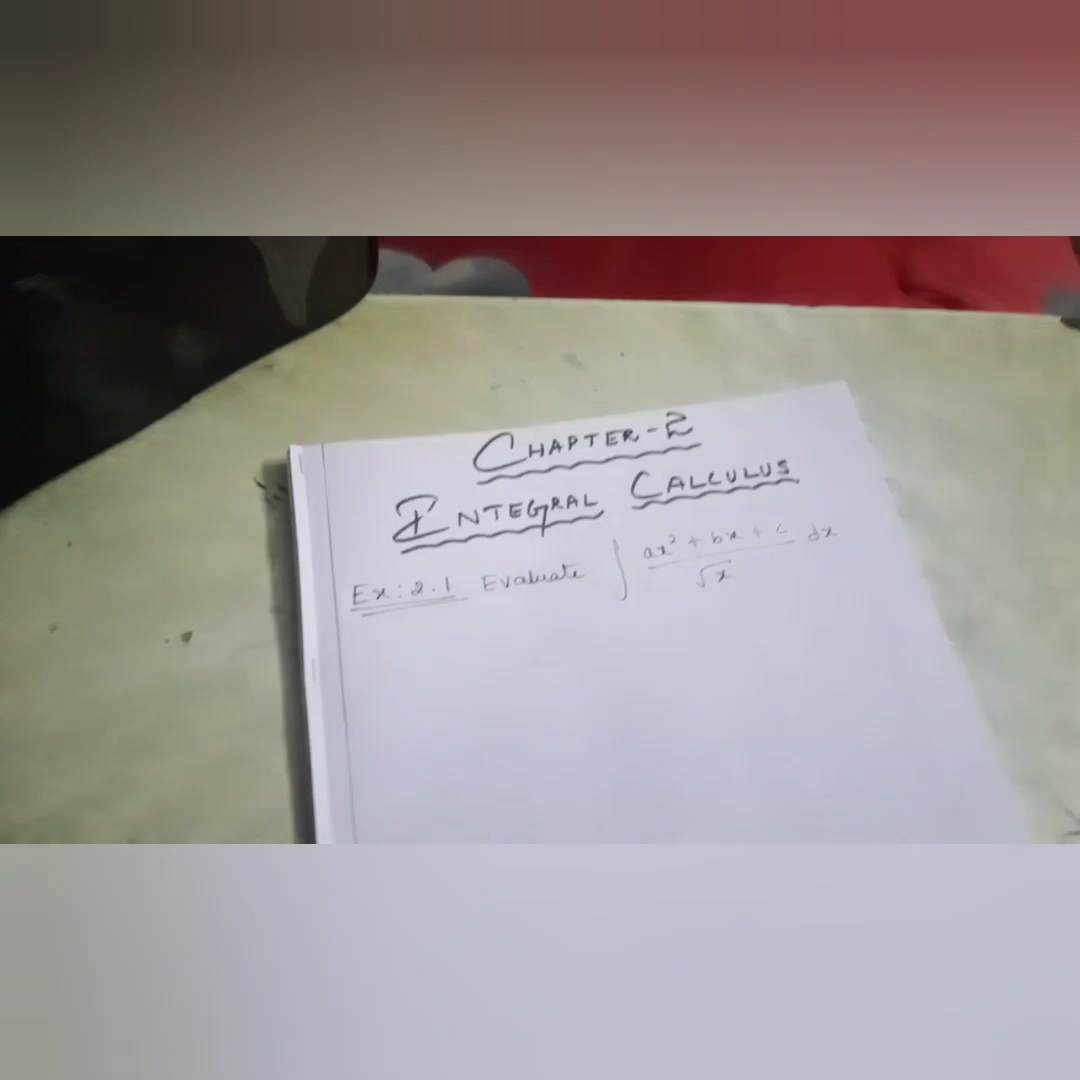 CHAPTER-2
INTEGRAL CALCULUS
Ex: 2.1 Evaluate ∫ (ax² + bx + c)/√x dx